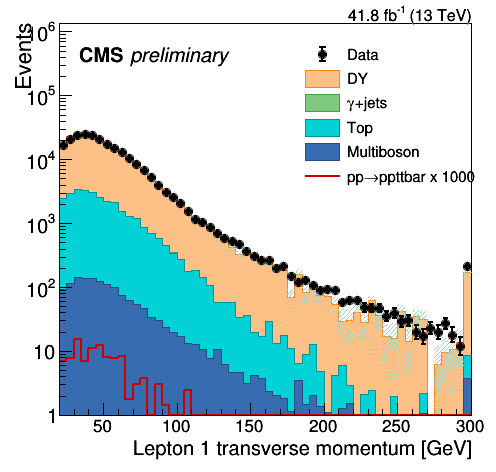 41.8 fb⁻¹ (13 TeV)
Events
10⁶
10⁵
10⁴
10³
10²
10
1
CMS preliminary
Data
DY
γ+jets
Top
Multiboson
pp→ppttbar x 1000
50 100 150 200 250 300
Lepton 1 transverse momentum [GeV]